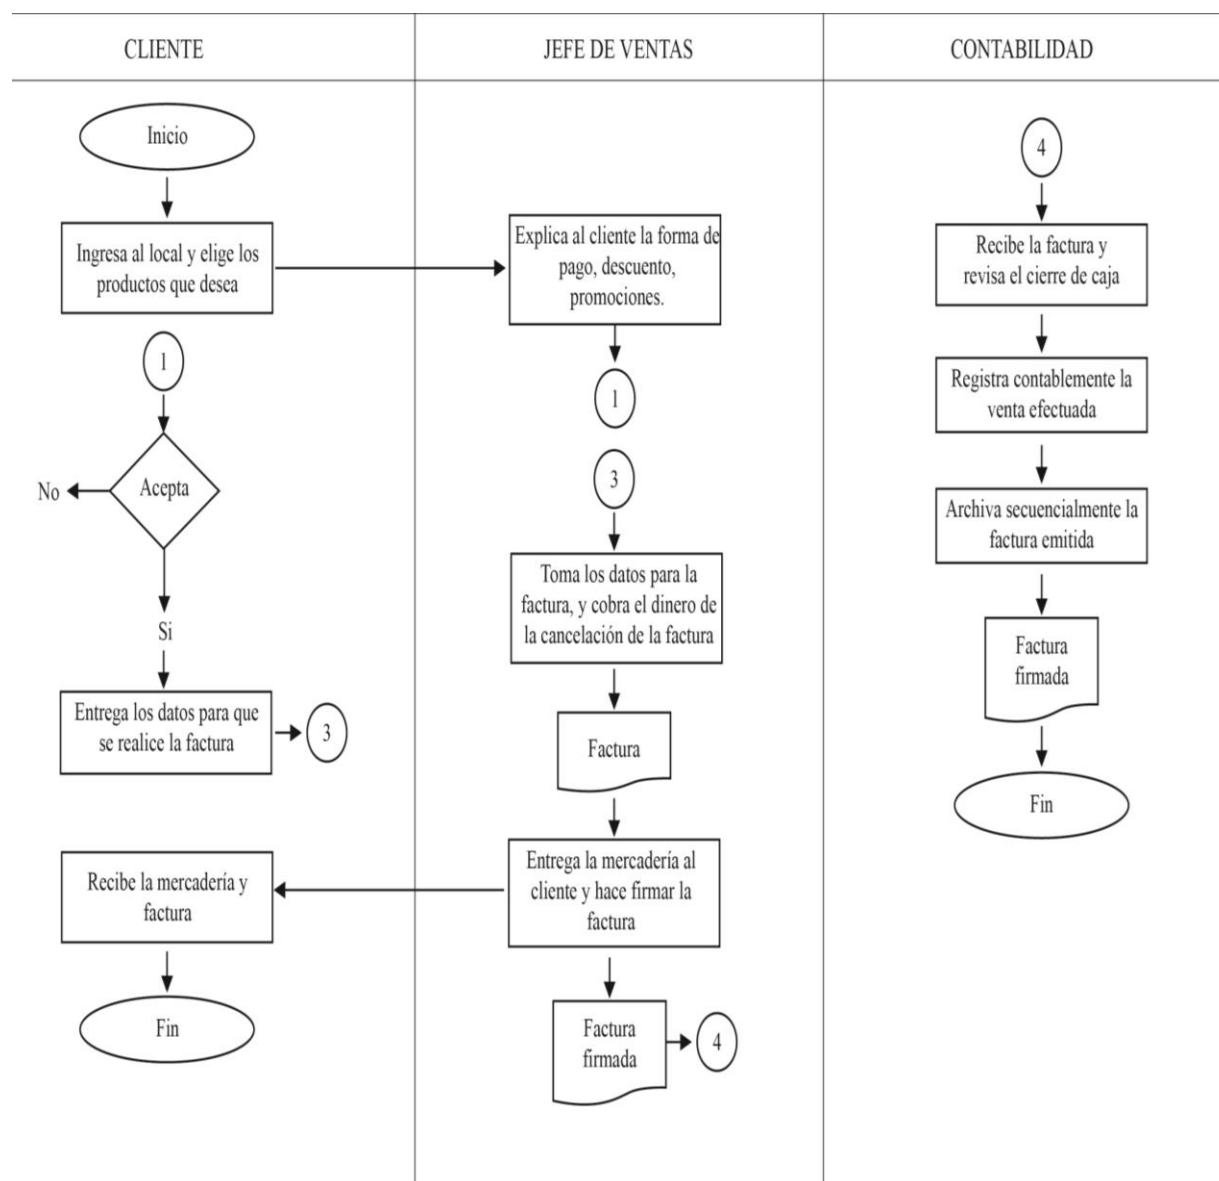 CLIENTE
JEFE DE VENTAS
CONTABILIDAD
Inicio
Ingresa al local y elige los
productos que desea
1
Acepta
No
Si
Entrega los datos para que
se realice la factura
3
Recibe la mercadería y
factura
Fin
Explica al cliente la forma de
pago, descuento,
promociones.
1
3
Toma los datos para la
factura, y cobra el dinero de
la cancelación de la factura
Factura
Entrega la mercadería al
cliente y hace firmar la
factura
Factura
firmada
4
4
Recibe la factura y
revisa el cierre de caja
Registra contablemente la
venta efectuada
Archiva secuencialmente la
factura emitida
Factura
firmada
Fin